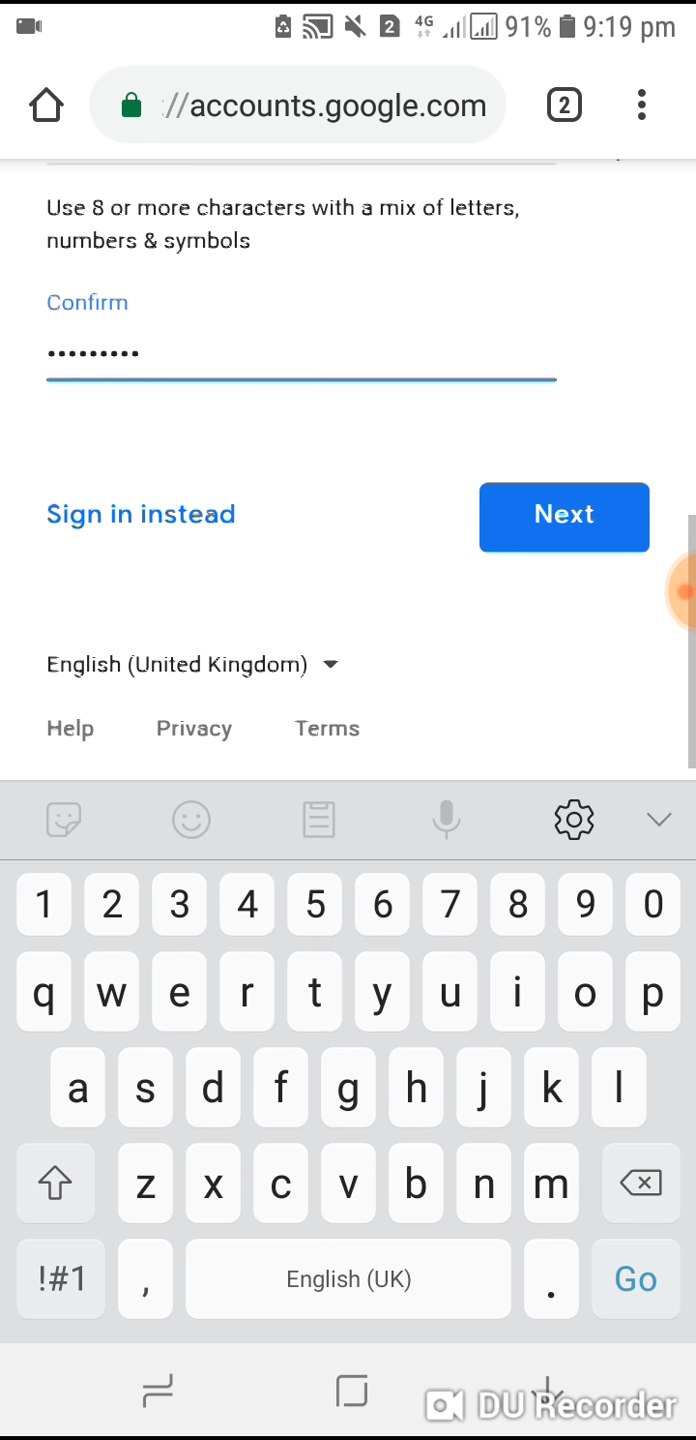 2 4G 91% 9:19 pm
://accounts.google.com 2
Use 8 or more characters with a mix of letters,
numbers & symbols
Confirm
•••••••••
Sign in instead Next
English (United Kingdom)
Help Privacy Terms
1 2 3 4 5 6 7 8 9 0
q w e r t y u i o p
a s d f g h j k l
z x c v b n m
!#1 , English (UK) . Go
DU Recorder